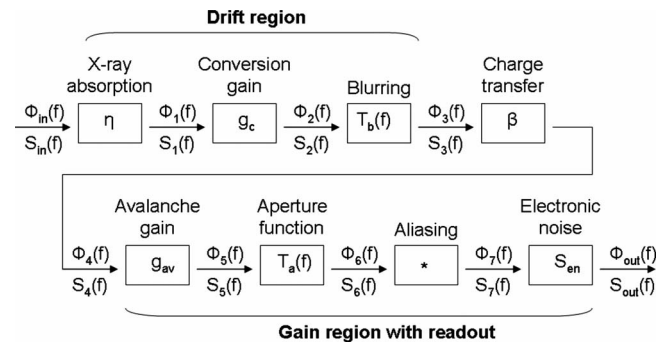 Drift region
X-ray absorption
Conversion gain
Blurring
Charge transfer
Φin(f)
Sin(f)
η
Φ1(f)
S1(f)
gc
Φ2(f)
S2(f)
Tb(f)
Φ3(f)
S3(f)
β
Avalanche gain
Aperture function
Aliasing
Electronic noise
Φ4(f)
S4(f)
gav
Φ5(f)
S5(f)
Ta(f)
Φ6(f)
S6(f)
*
Φ7(f)
S7(f)
Sen
Φout(f)
Sout(f)
Gain region with readout